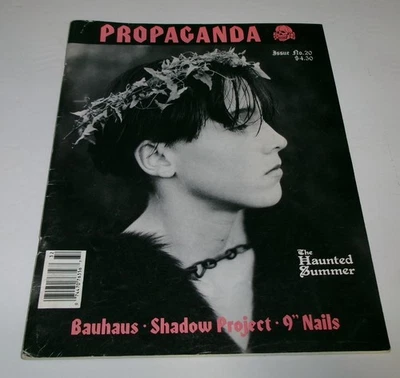 PROPAGANDA
Issue No.20
$4.50
The
Haunted
Summer
Bauhaus · Shadow Project · 9" Nails